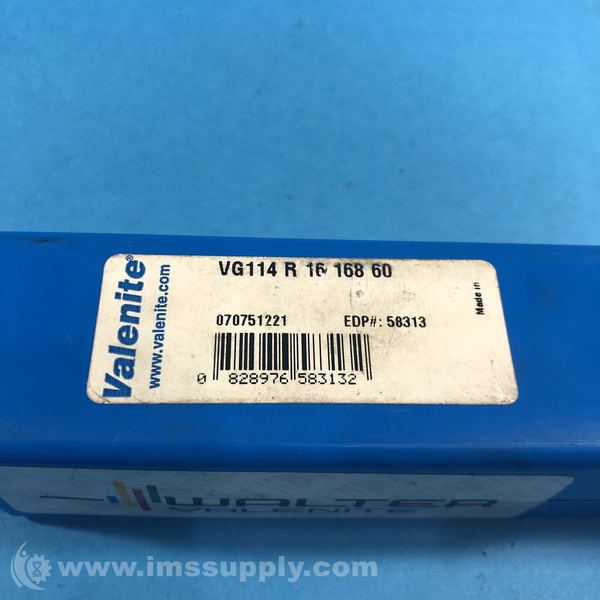 VG114 R 16 168 60
Valenite®
www.valenite.com
070751221 EDP#: 58313
Made in
0 828976 583132
WALTER
VALENITE
www.imssupply.com